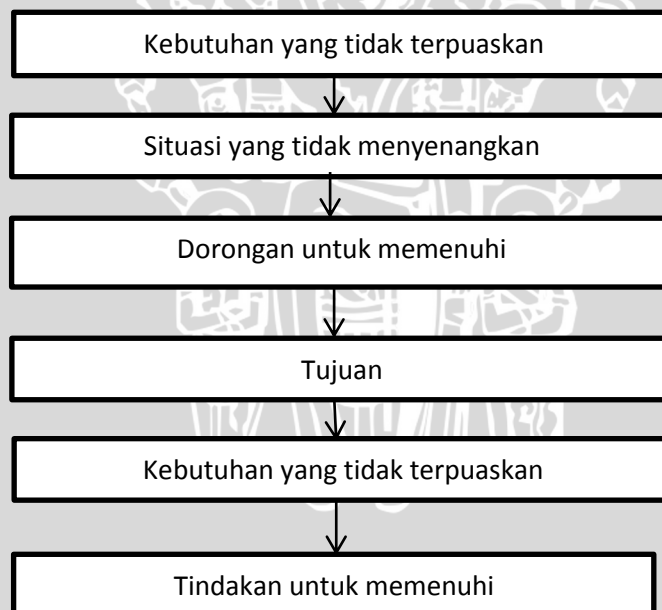 Kebutuhan yang tidak terpuaskan
Situasi yang tidak menyenangkan
Dorongan untuk memenuhi
Tujuan
Kebutuhan yang tidak terpuaskan
Tindakan untuk memenuhi